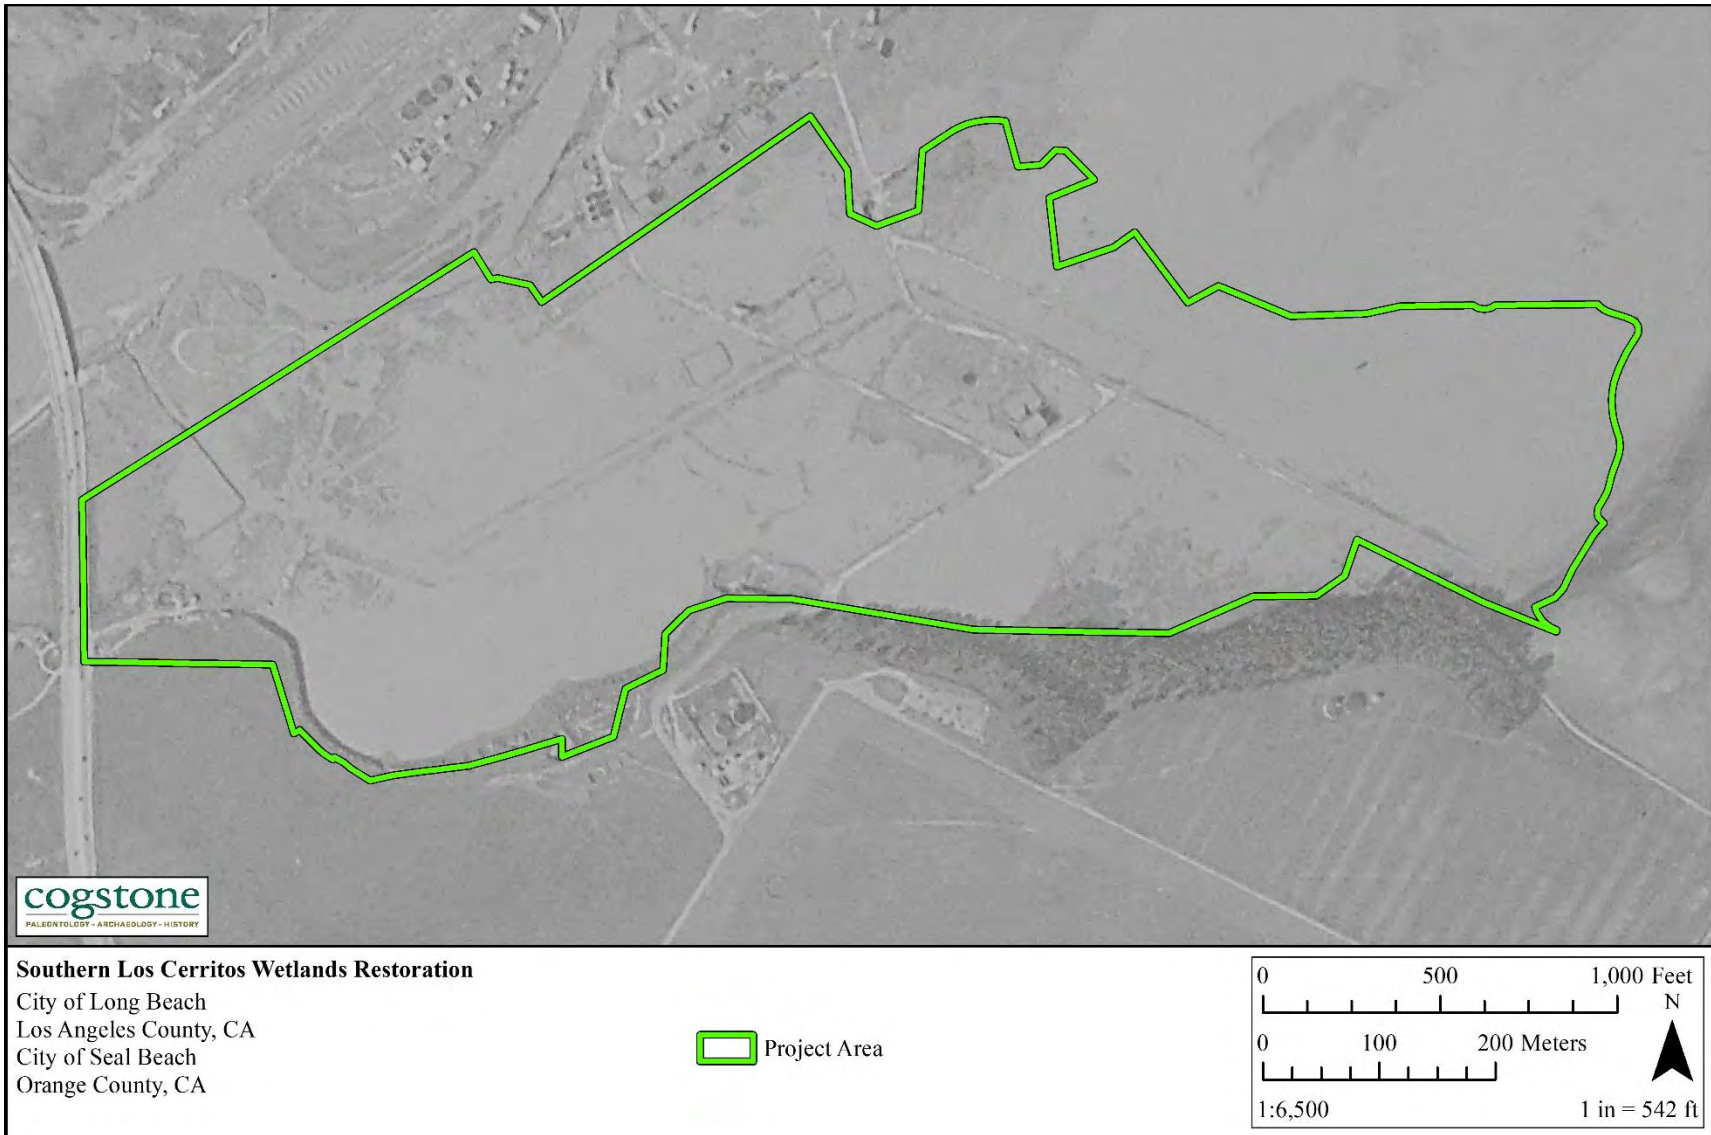 cogstone
PALEONTOLOGY - ARCHAEOLOGY - HISTORY
Southern Los Cerritos Wetlands Restoration
City of Long Beach
Los Angeles County, CA
City of Seal Beach
Orange County, CA
Project Area
0 500 1,000 Feet
N
0 100 200 Meters
1:6,500 1 in = 542 ft